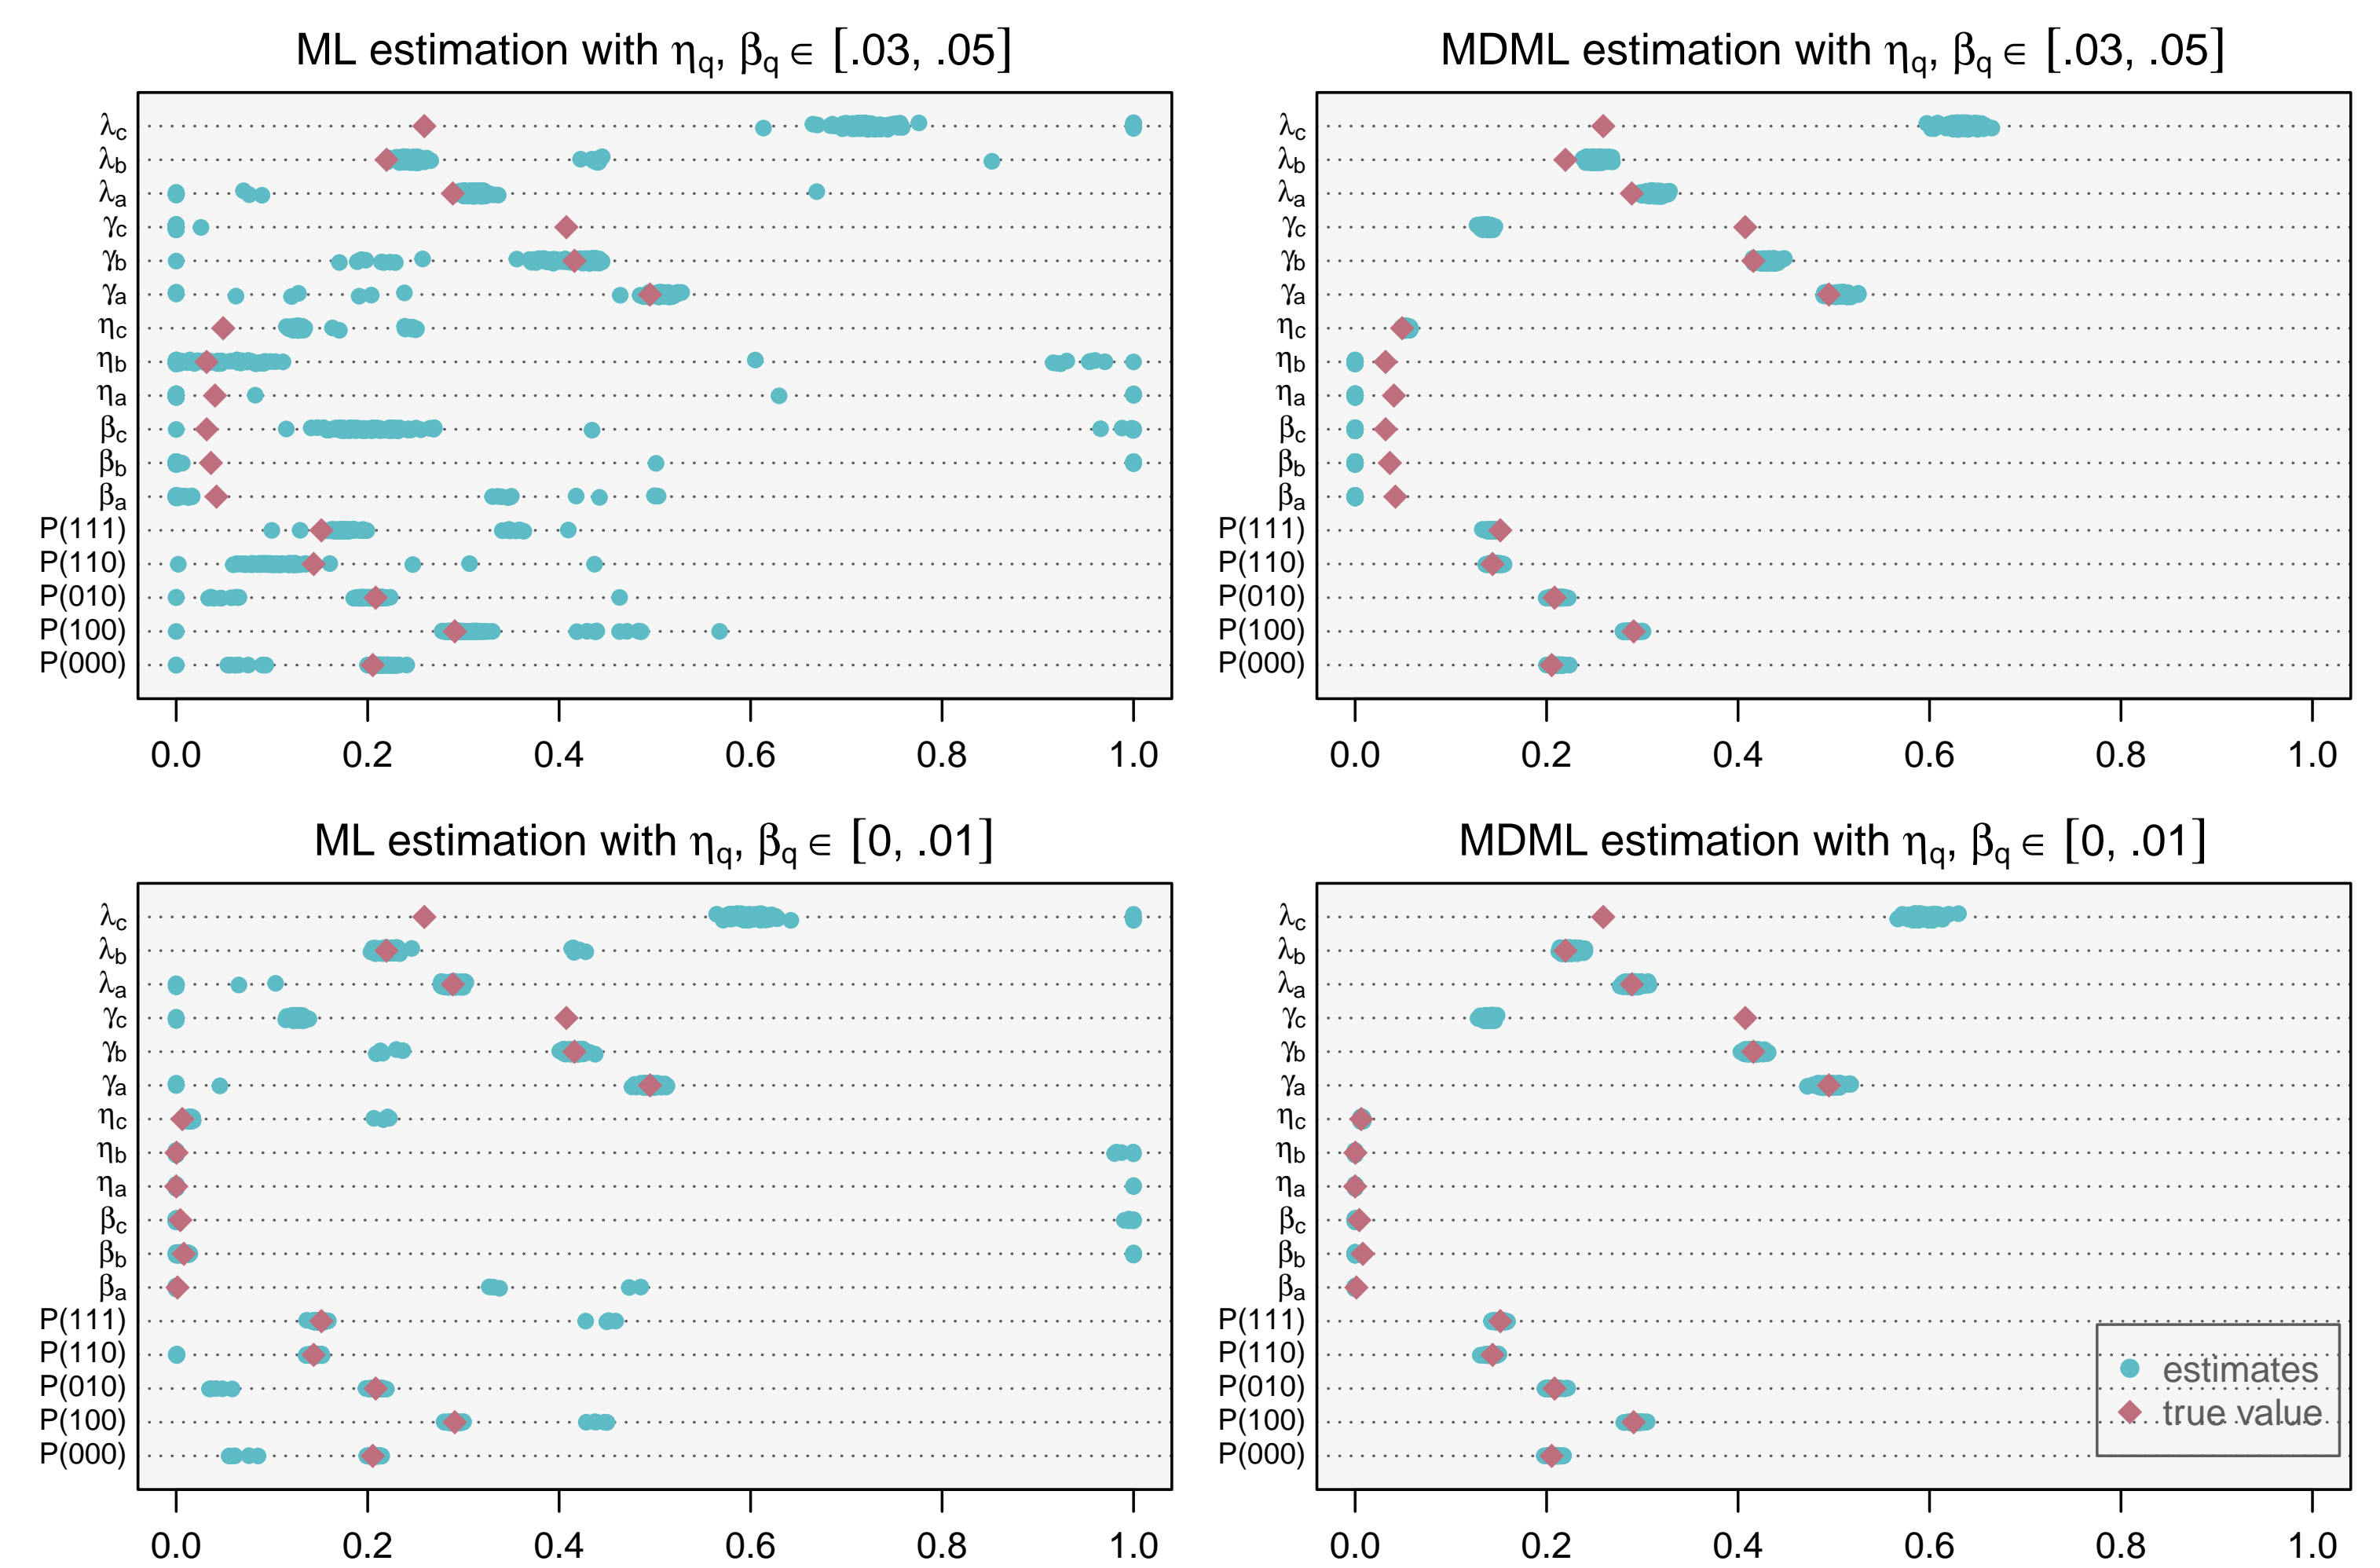 ML estimation with ηq, βq ∈ [.03, .05]
λc
λb
λa
γc
γb
γa
ηc
ηb
ηa
βc
βb
βa
P(111)
P(110)
P(010)
P(100)
P(000)
0.0 0.2 0.4 0.6 0.8 1.0
MDML estimation with ηq, βq ∈ [.03, .05]
λc
λb
λa
γc
γb
γa
ηc
ηb
ηa
βc
βb
βa
P(111)
P(110)
P(010)
P(100)
P(000)
0.0 0.2 0.4 0.6 0.8 1.0
ML estimation with ηq, βq ∈ [0, .01]
λc
λb
λa
γc
γb
γa
ηc
ηb
ηa
βc
βb
βa
P(111)
P(110)
P(010)
P(100)
P(000)
0.0 0.2 0.4 0.6 0.8 1.0
MDML estimation with ηq, βq ∈ [0, .01]
λc
λb
λa
γc
γb
γa
ηc
ηb
ηa
βc
βb
βa
P(111)
P(110)
P(010)
P(100)
P(000)
estimates
true value
0.0 0.2 0.4 0.6 0.8 1.0